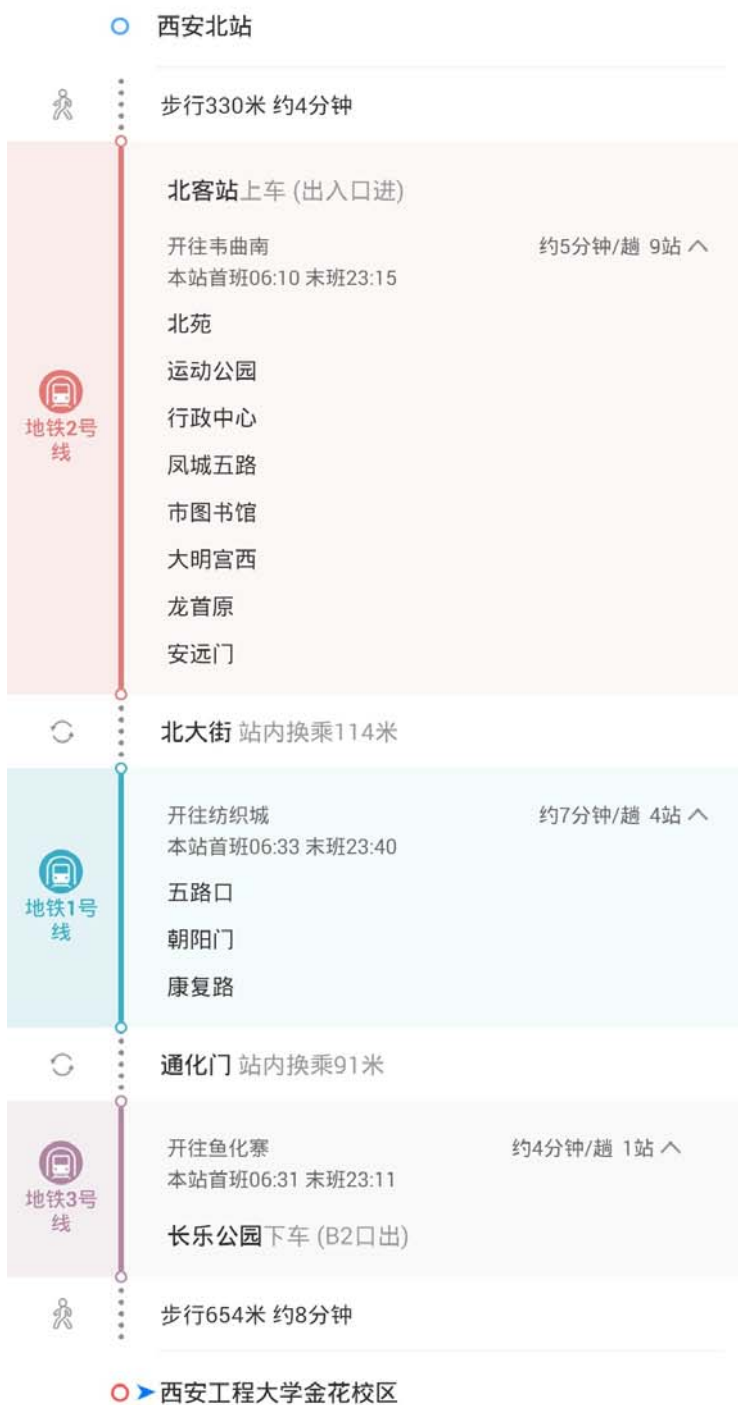 西安北站
步行330米 约4分钟
北客站上车 (出入口进)
开往韦曲南 约5分钟/趟 9站
本站首班06:10 末班23:15
北苑
运动公园
行政中心
地铁2号
线
凤城五路
市图书馆
大明宫西
龙首原
安远门
北大街 站内换乘114米
开往纺织城 约7分钟/趟 4站
本站首班06:33 末班23:40
五路口
地铁1号
线
朝阳门
康复路
通化门 站内换乘91米
开往鱼化寨 约4分钟/趟 1站
本站首班06:31 末班23:11
地铁3号
线
长乐公园下车 (B2口出)
步行654米 约8分钟
西安工程大学金花校区